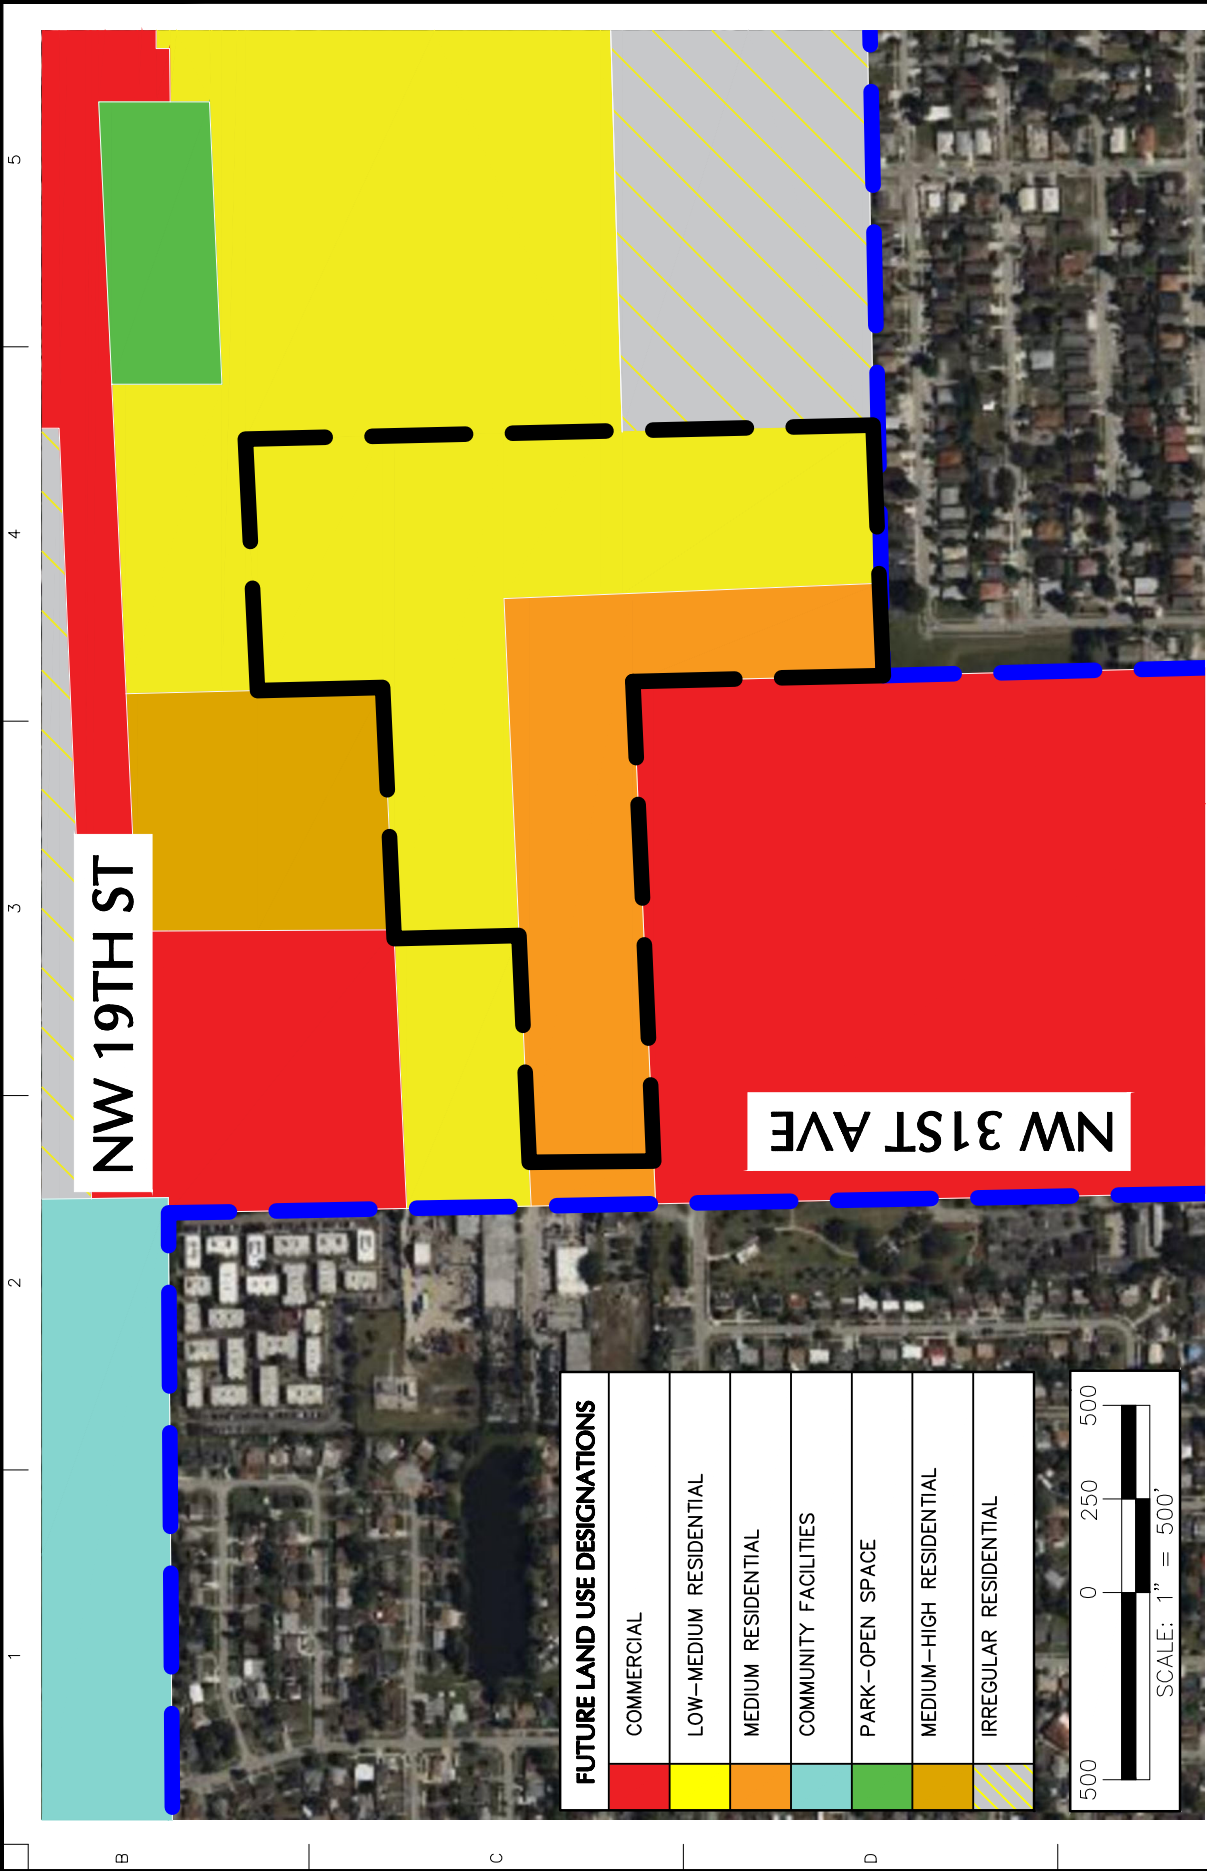 5
4
3
2
1
B
C
D
NW 19TH ST
NW 31ST AVE
FUTURE LAND USE DESIGNATIONS
COMMERCIAL
LOW-MEDIUM RESIDENTIAL
MEDIUM RESIDENTIAL
COMMUNITY FACILITIES
PARK-OPEN SPACE
MEDIUM-HIGH RESIDENTIAL
IRREGULAR RESIDENTIAL
500 0 250 500
SCALE: 1" = 500'